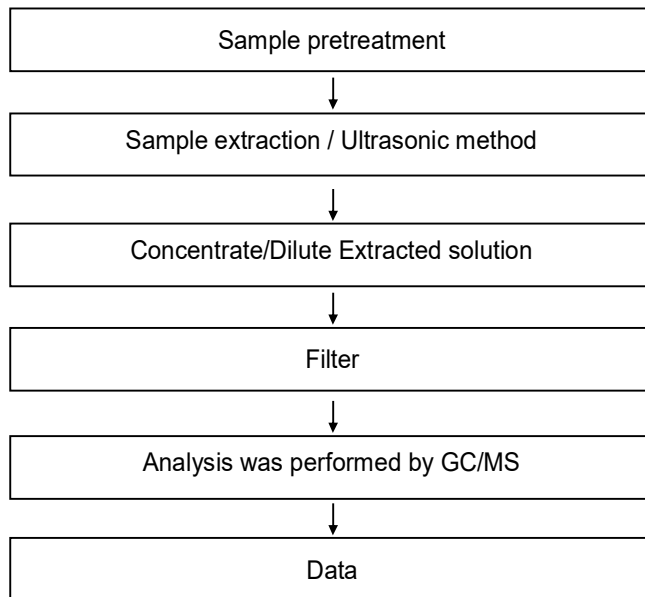 Sample pretreatment
Sample extraction / Ultrasonic method
Concentrate/Dilute Extracted solution
Filter
Analysis was performed by GC/MS
Data